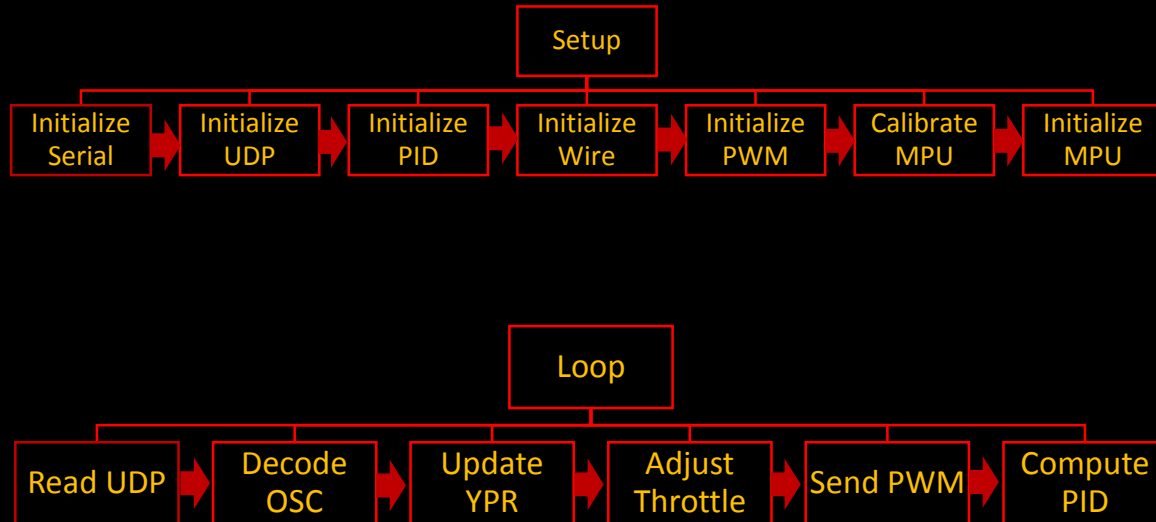 Setup
Initialize
Serial
Initialize
UDP
Initialize
PID
Initialize
Wire
Initialize
PWM
Calibrate
MPU
Initialize
MPU
Loop
Read UDP
Decode
OSC
Update
YPR
Adjust
Throttle
Send PWM
Compute
PID